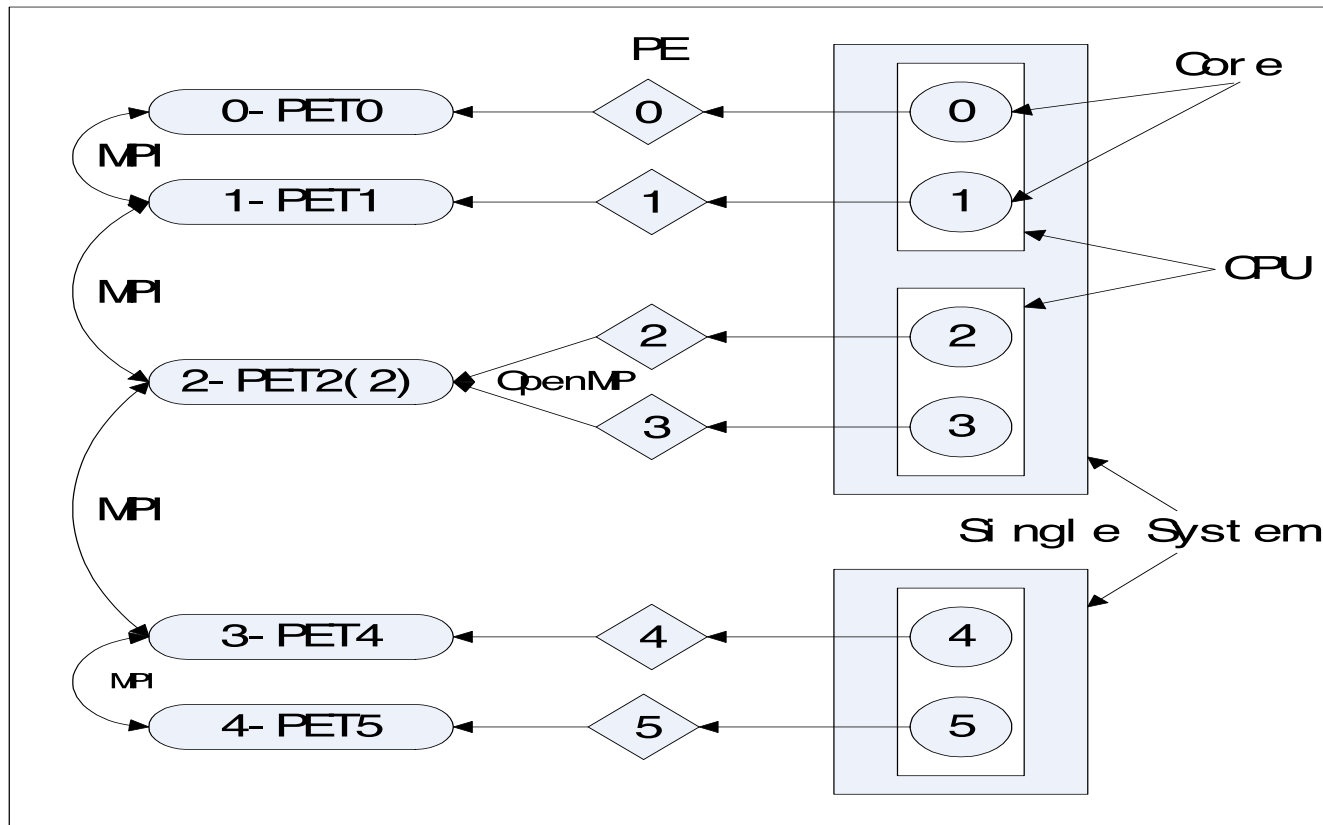 PE
Core
0- PET0
0
0
MPI
1- PET1
1
1
MPI
CPU
2
2
2- PET2( 2)
OpenMP
3
3
MPI
Single System
3- PET4
4
4
MPI
4- PET5
5
5